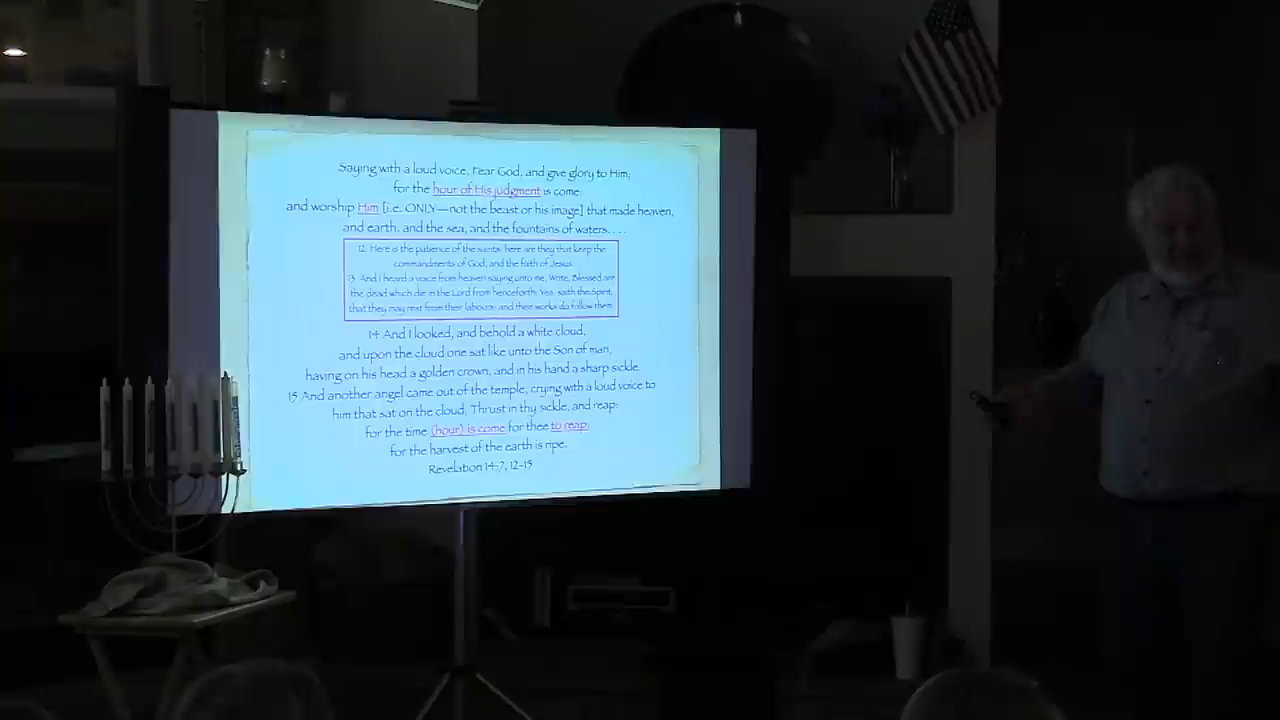 Saying with a loud voice, Fear God, and give glory to Him;
for the hour of His judgment is come:
and worship Him [i.e. ONLY—not the beast or his image] that made heaven,
and earth, and the sea, and the fountains of waters. . . .
12 Here is the patience of the saints: here are they that keep the
commandments of God, and the faith of Jesus.
13 And I heard a voice from heaven saying unto me, Write, Blessed are
the dead which die in the Lord from henceforth: Yea, saith the Spirit,
that they may rest from their labours; and their works do follow them.
14 And I looked, and behold a white cloud,
and upon the cloud one sat like unto the Son of man,
having on his head a golden crown, and in his hand a sharp sickle.
15 And another angel came out of the temple, crying with a loud voice to
him that sat on the cloud, Thrust in thy sickle, and reap:
for the time (hour) is come for thee to reap;
for the harvest of the earth is ripe.
Revelation 14:7, 12-15